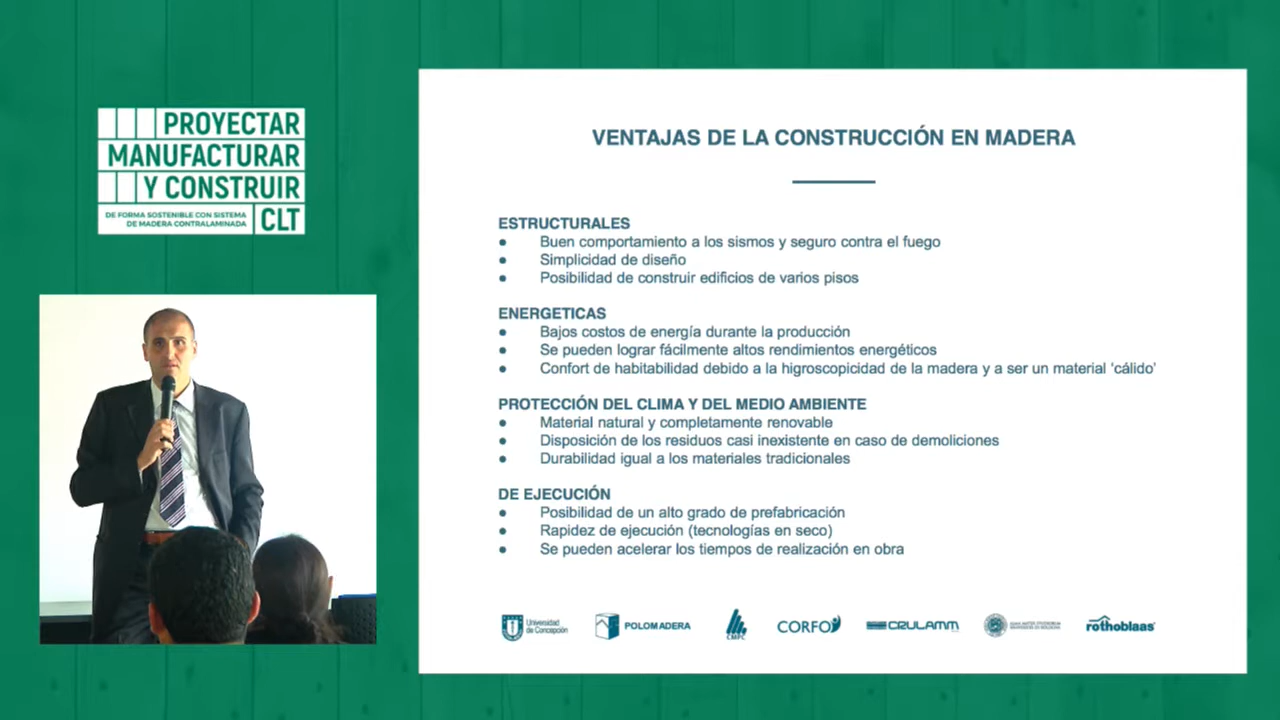 PROYECTAR
MANUFACTURAR
Y CONSTRUIR
DE FORMA SOSTENIBLE CON SISTEMA
DE MADERA CONTRALAMINADA
CLT
VENTAJAS DE LA CONSTRUCCIÓN EN MADERA
ESTRUCTURALES
● Buen comportamiento a los sismos y seguro contra el fuego
● Simplicidad de diseño
● Posibilidad de construir edificios de varios pisos
ENERGETICAS
● Bajos costos de energía durante la producción
● Se pueden lograr fácilmente altos rendimientos energéticos
● Confort de habitabilidad debido a la higroscopicidad de la madera y a ser un material ‘cálido’
PROTECCIÓN DEL CLIMA Y DEL MEDIO AMBIENTE
● Material natural y completamente renovable
● Disposición de los residuos casi inexistente en caso de demoliciones
● Durabilidad igual a los materiales tradicionales
DE EJECUCIÓN
● Posibilidad de un alto grado de prefabricación
● Rapidez de ejecución (tecnologías en seco)
● Se pueden acelerar los tiempos de realización en obra
Universidad
de Concepción
POLOMADERA
CMPC
CORFO
CRULAMM
rothoblaas